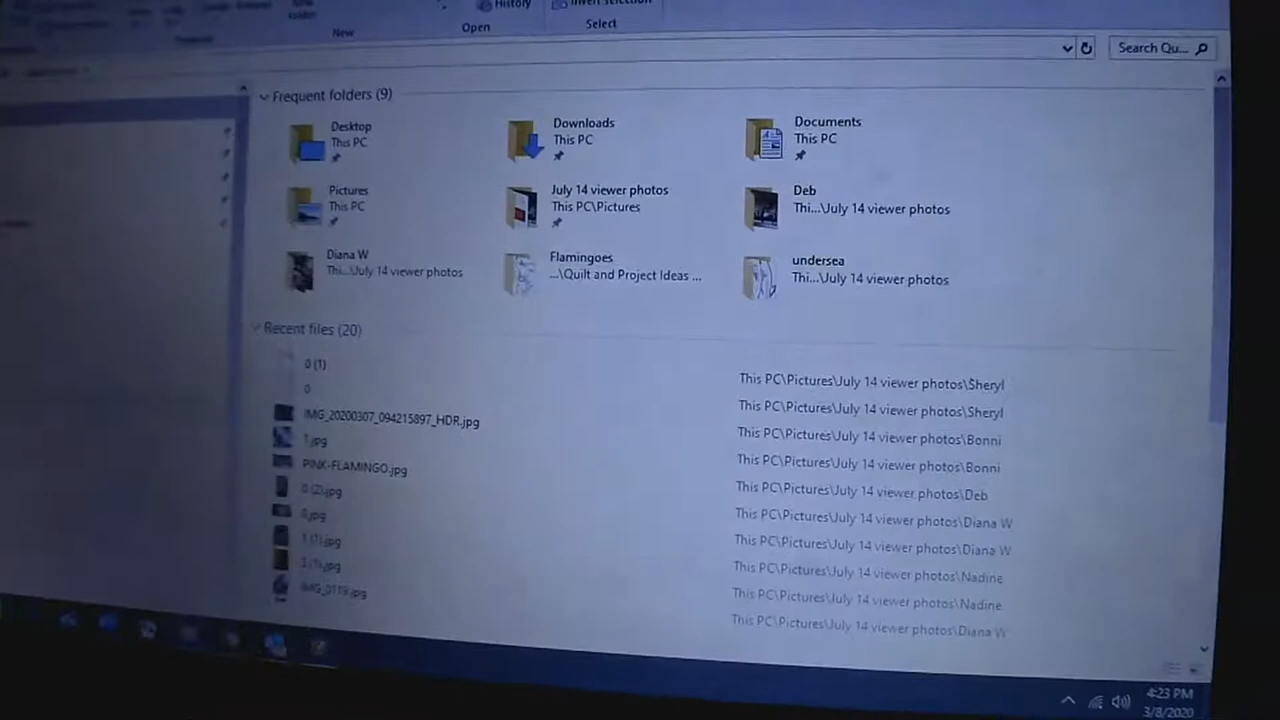 History
New
folder
New
Open
Select
Search Qu...
Frequent folders (9)
Desktop
This PC
Downloads
This PC
Documents
This PC
Pictures
This PC
July 14 viewer photos
This PC\Pictures
Deb
Thi...\July 14 viewer photos
Diana W
Thi...\July 14 viewer photos
Flamingoes
...\Quilt and Project Ideas ...
undersea
Thi...\July 14 viewer photos
Recent files (20)
0 (1)
This PC\Pictures\July 14 viewer photos\Sheryl
0
This PC\Pictures\July 14 viewer photos\Sheryl
IMG_20200307_094215897_HDR.jpg
This PC\Pictures\July 14 viewer photos\Bonni
1.jpg
This PC\Pictures\July 14 viewer photos\Bonni
PINK-FLAMINGO.jpg
This PC\Pictures\July 14 viewer photos\Deb
0 (2).jpg
This PC\Pictures\July 14 viewer photos\Diana W
0.jpg
This PC\Pictures\July 14 viewer photos\Diana W
1 (1).jpg
This PC\Pictures\July 14 viewer photos\Nadine
This PC\Pictures\July 14 viewer photos\Nadine
IMG_0119.jpg
This PC\Pictures\July 14 viewer photos\Diana W
4:23 PM
3/8/2020